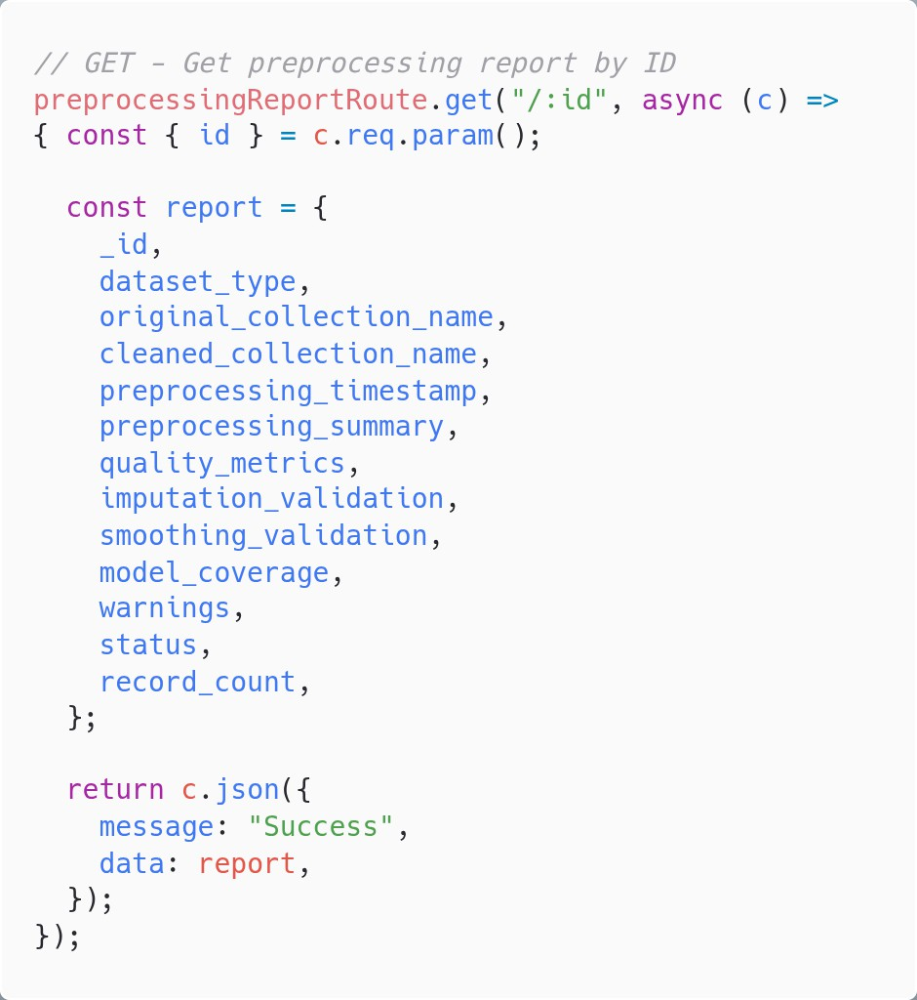 // GET – Get preprocessing report by ID
preprocessingReportRoute.get("/:id", async (c) =>
{ const { id } = c.req.param();

  const report = {
    _id,
    dataset_type,
    original_collection_name,
    cleaned_collection_name,
    preprocessing_timestamp,
    preprocessing_summary,
    quality_metrics,
    imputation_validation,
    smoothing_validation,
    model_coverage,
    warnings,
    status,
    record_count,
  };

  return c.json({
    message: "Success",
    data: report,
  });
});